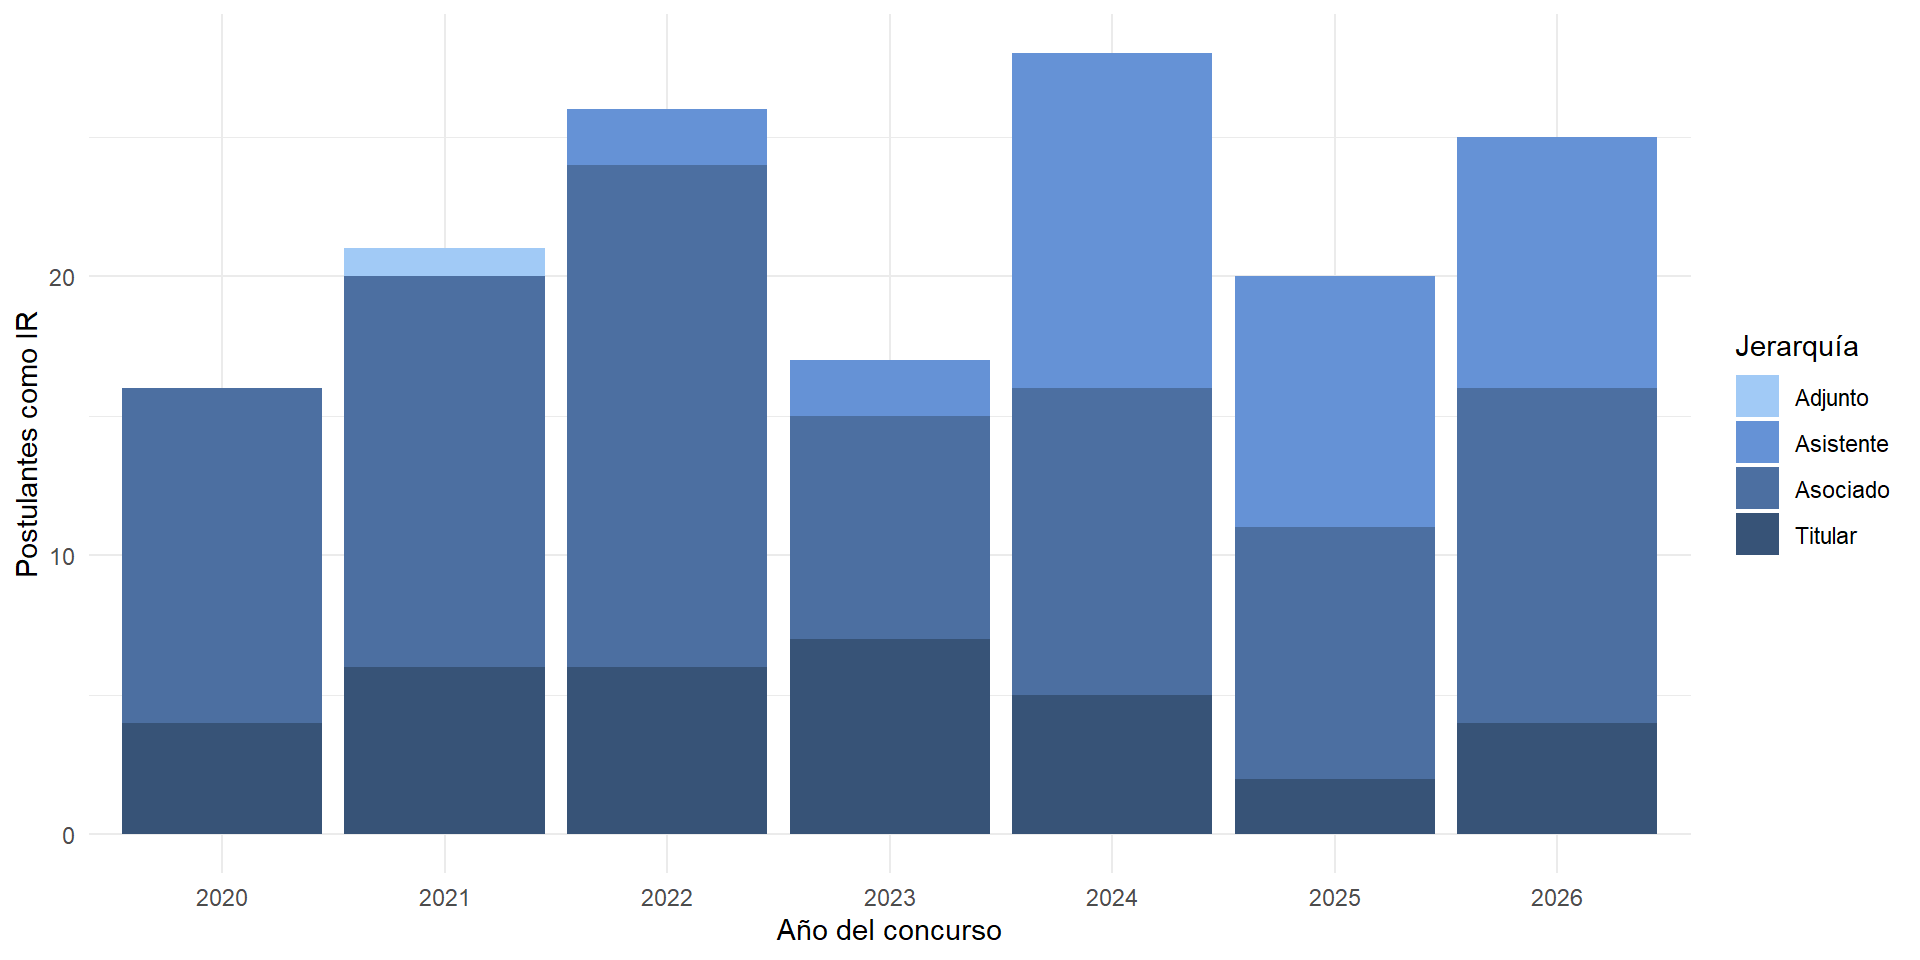 Postulantes como IR
20
10
0
2020 2021 2022 2023 2024 2025 2026
Año del concurso
Jerarquía
Adjunto
Asistente
Asociado
Titular